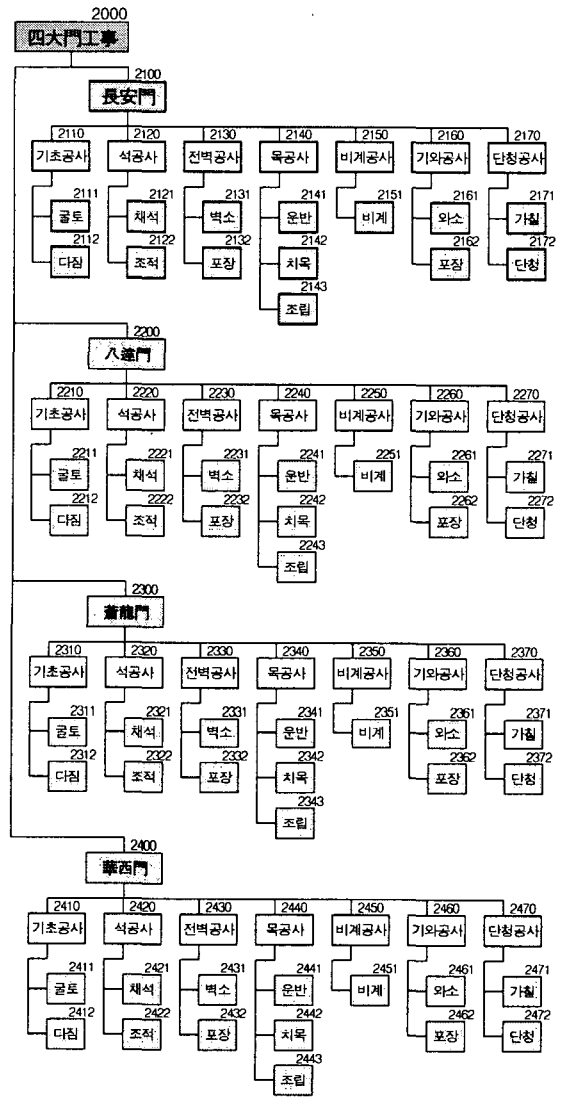 2000
四大門工事
2100
長安門
2110 2120 2130 2140 2150 2160 2170
기초공사 석공사 전벽공사 목공사 비계공사 기와공사 단청공사
2111 2121 2131 2141 2151 2161 2171
굴토 채석 벽소 운반 비계 와소 가칠
2112 2122 2132 2142 2162 2172
다짐 조적 포장 치목 포장 단청
2143
조립
2200
八達門
2210 2220 2230 2240 2250 2260 2270
기초공사 석공사 전벽공사 목공사 비계공사 기와공사 단청공사
2211 2221 2231 2241 2251 2261 2271
굴토 채석 벽소 운반 비계 와소 가칠
2212 2222 2232 2242 2262 2272
다짐 조적 포장 치목 포장 단청
2243
조립
2300
蒼龍門
2310 2320 2330 2340 2350 2360 2370
기초공사 석공사 전벽공사 목공사 비계공사 기와공사 단청공사
2311 2321 2331 2341 2351 2361 2371
굴토 채석 벽소 운반 비계 와소 가칠
2312 2322 2332 2342 2362 2372
다짐 조적 포장 치목 포장 단청
2343
조립
2400
華西門
2410 2420 2430 2440 2450 2460 2470
기초공사 석공사 전벽공사 목공사 비계공사 기와공사 단청공사
2411 2421 2431 2441 2451 2461 2471
굴토 채석 벽소 운반 비계 와소 가칠
2412 2422 2432 2442 2462 2472
다짐 조적 포장 치목 포장 단청
2443
조립